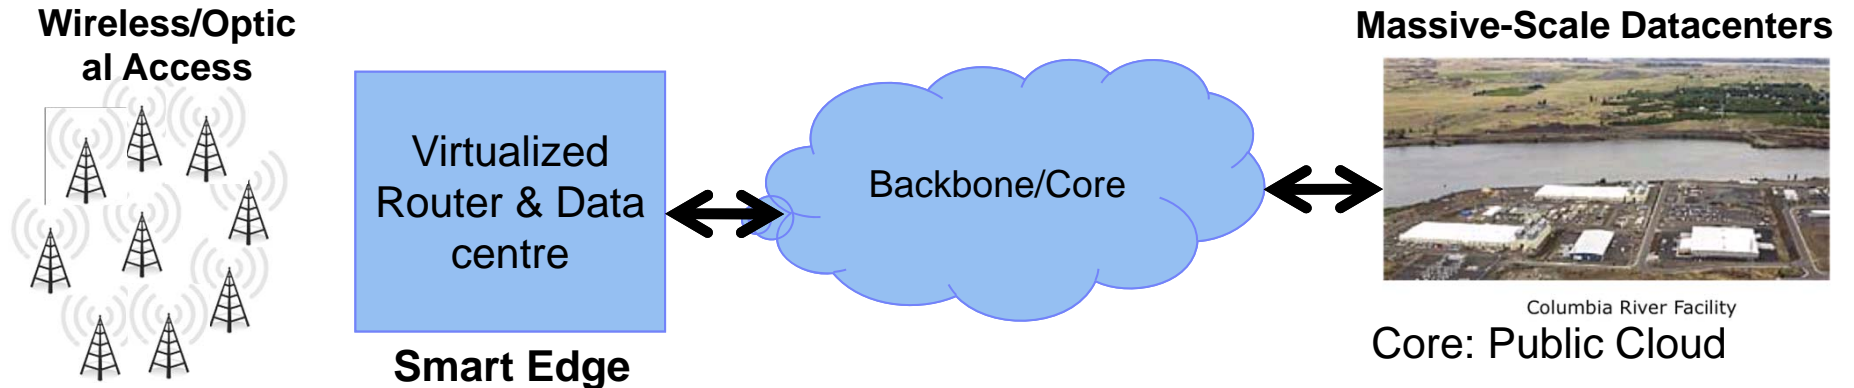 Wireless/Optic
al Access
Virtualized
Router & Data
centre
Smart Edge
Backbone/Core
Massive-Scale Datacenters
Columbia River Facility
Core: Public Cloud